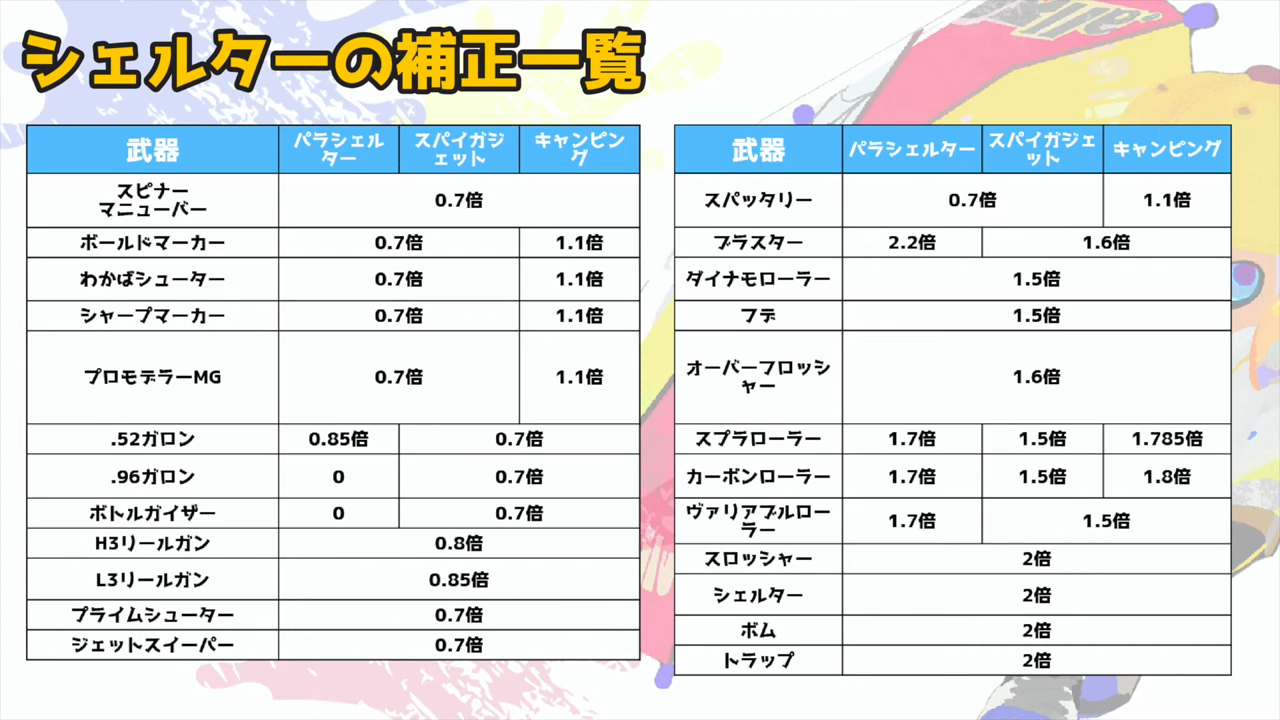 シェルターの補正一覧
武器 パラシェル
ター スパイガジ
ェット キャンピン
グ
スピナー
マニューバー 0.7倍
ボールドマーカー 0.7倍 1.1倍
わかばシューター 0.7倍 1.1倍
シャープマーカー 0.7倍 1.1倍
プロモデラーMG 0.7倍 1.1倍
.52ガロン 0.85倍 0.7倍
.96ガロン 0 0.7倍
ボトルガイザー 0 0.7倍
H3リールガン 0.8倍
L3リールガン 0.85倍
プライムシューター 0.7倍
ジェットスイーパー 0.7倍
武器 パラシェルター スパイガジェ
ット キャンピング
スパッタリー 0.7倍 1.1倍
ブラスター 2.2倍 1.6倍
ダイナモローラー 1.5倍
フデ 1.5倍
オーバーフロッシ
ャー 1.6倍
スプラローラー 1.7倍 1.5倍 1.785倍
カーボンローラー 1.7倍 1.5倍 1.8倍
ヴァリアブルロー
ラー 1.7倍 1.5倍
スロッシャー 2倍
シェルター 2倍
ボム 2倍
トラップ 2倍